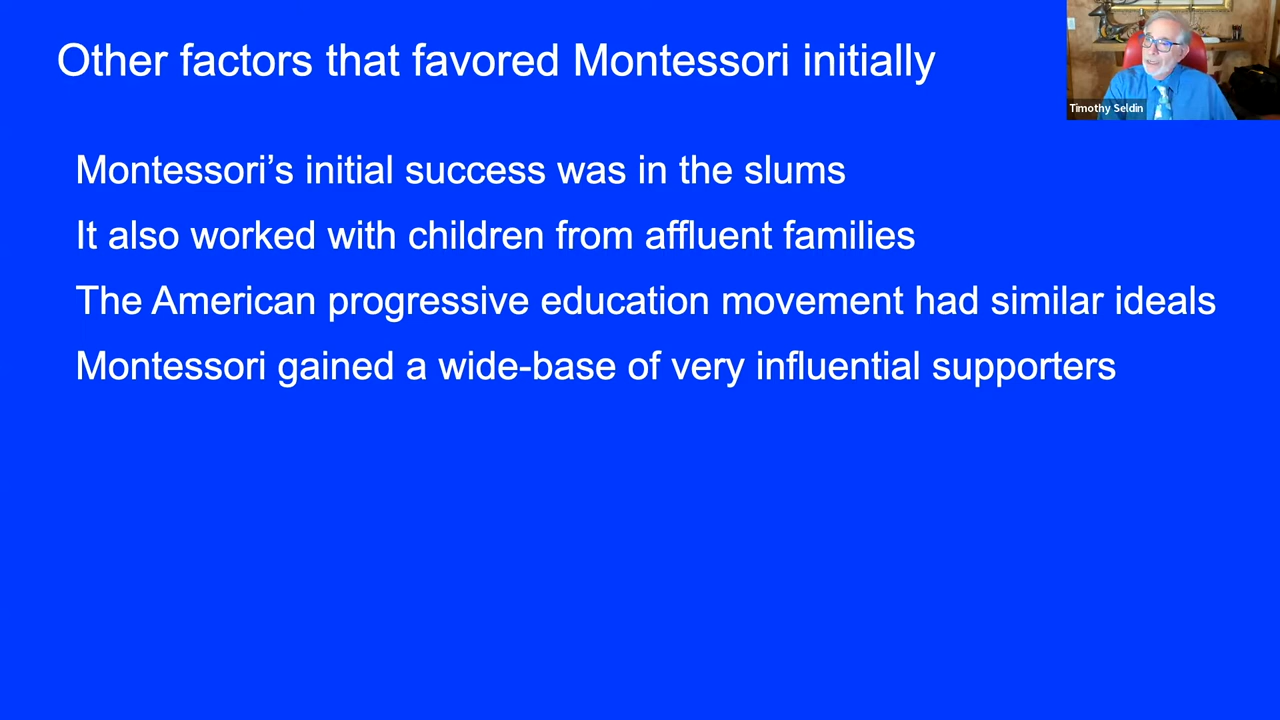 Other factors that favored Montessori initially
Timothy Seldin
Montessori’s initial success was in the slums
It also worked with children from affluent families
The American progressive education movement had similar ideals
Montessori gained a wide-base of very influential supporters